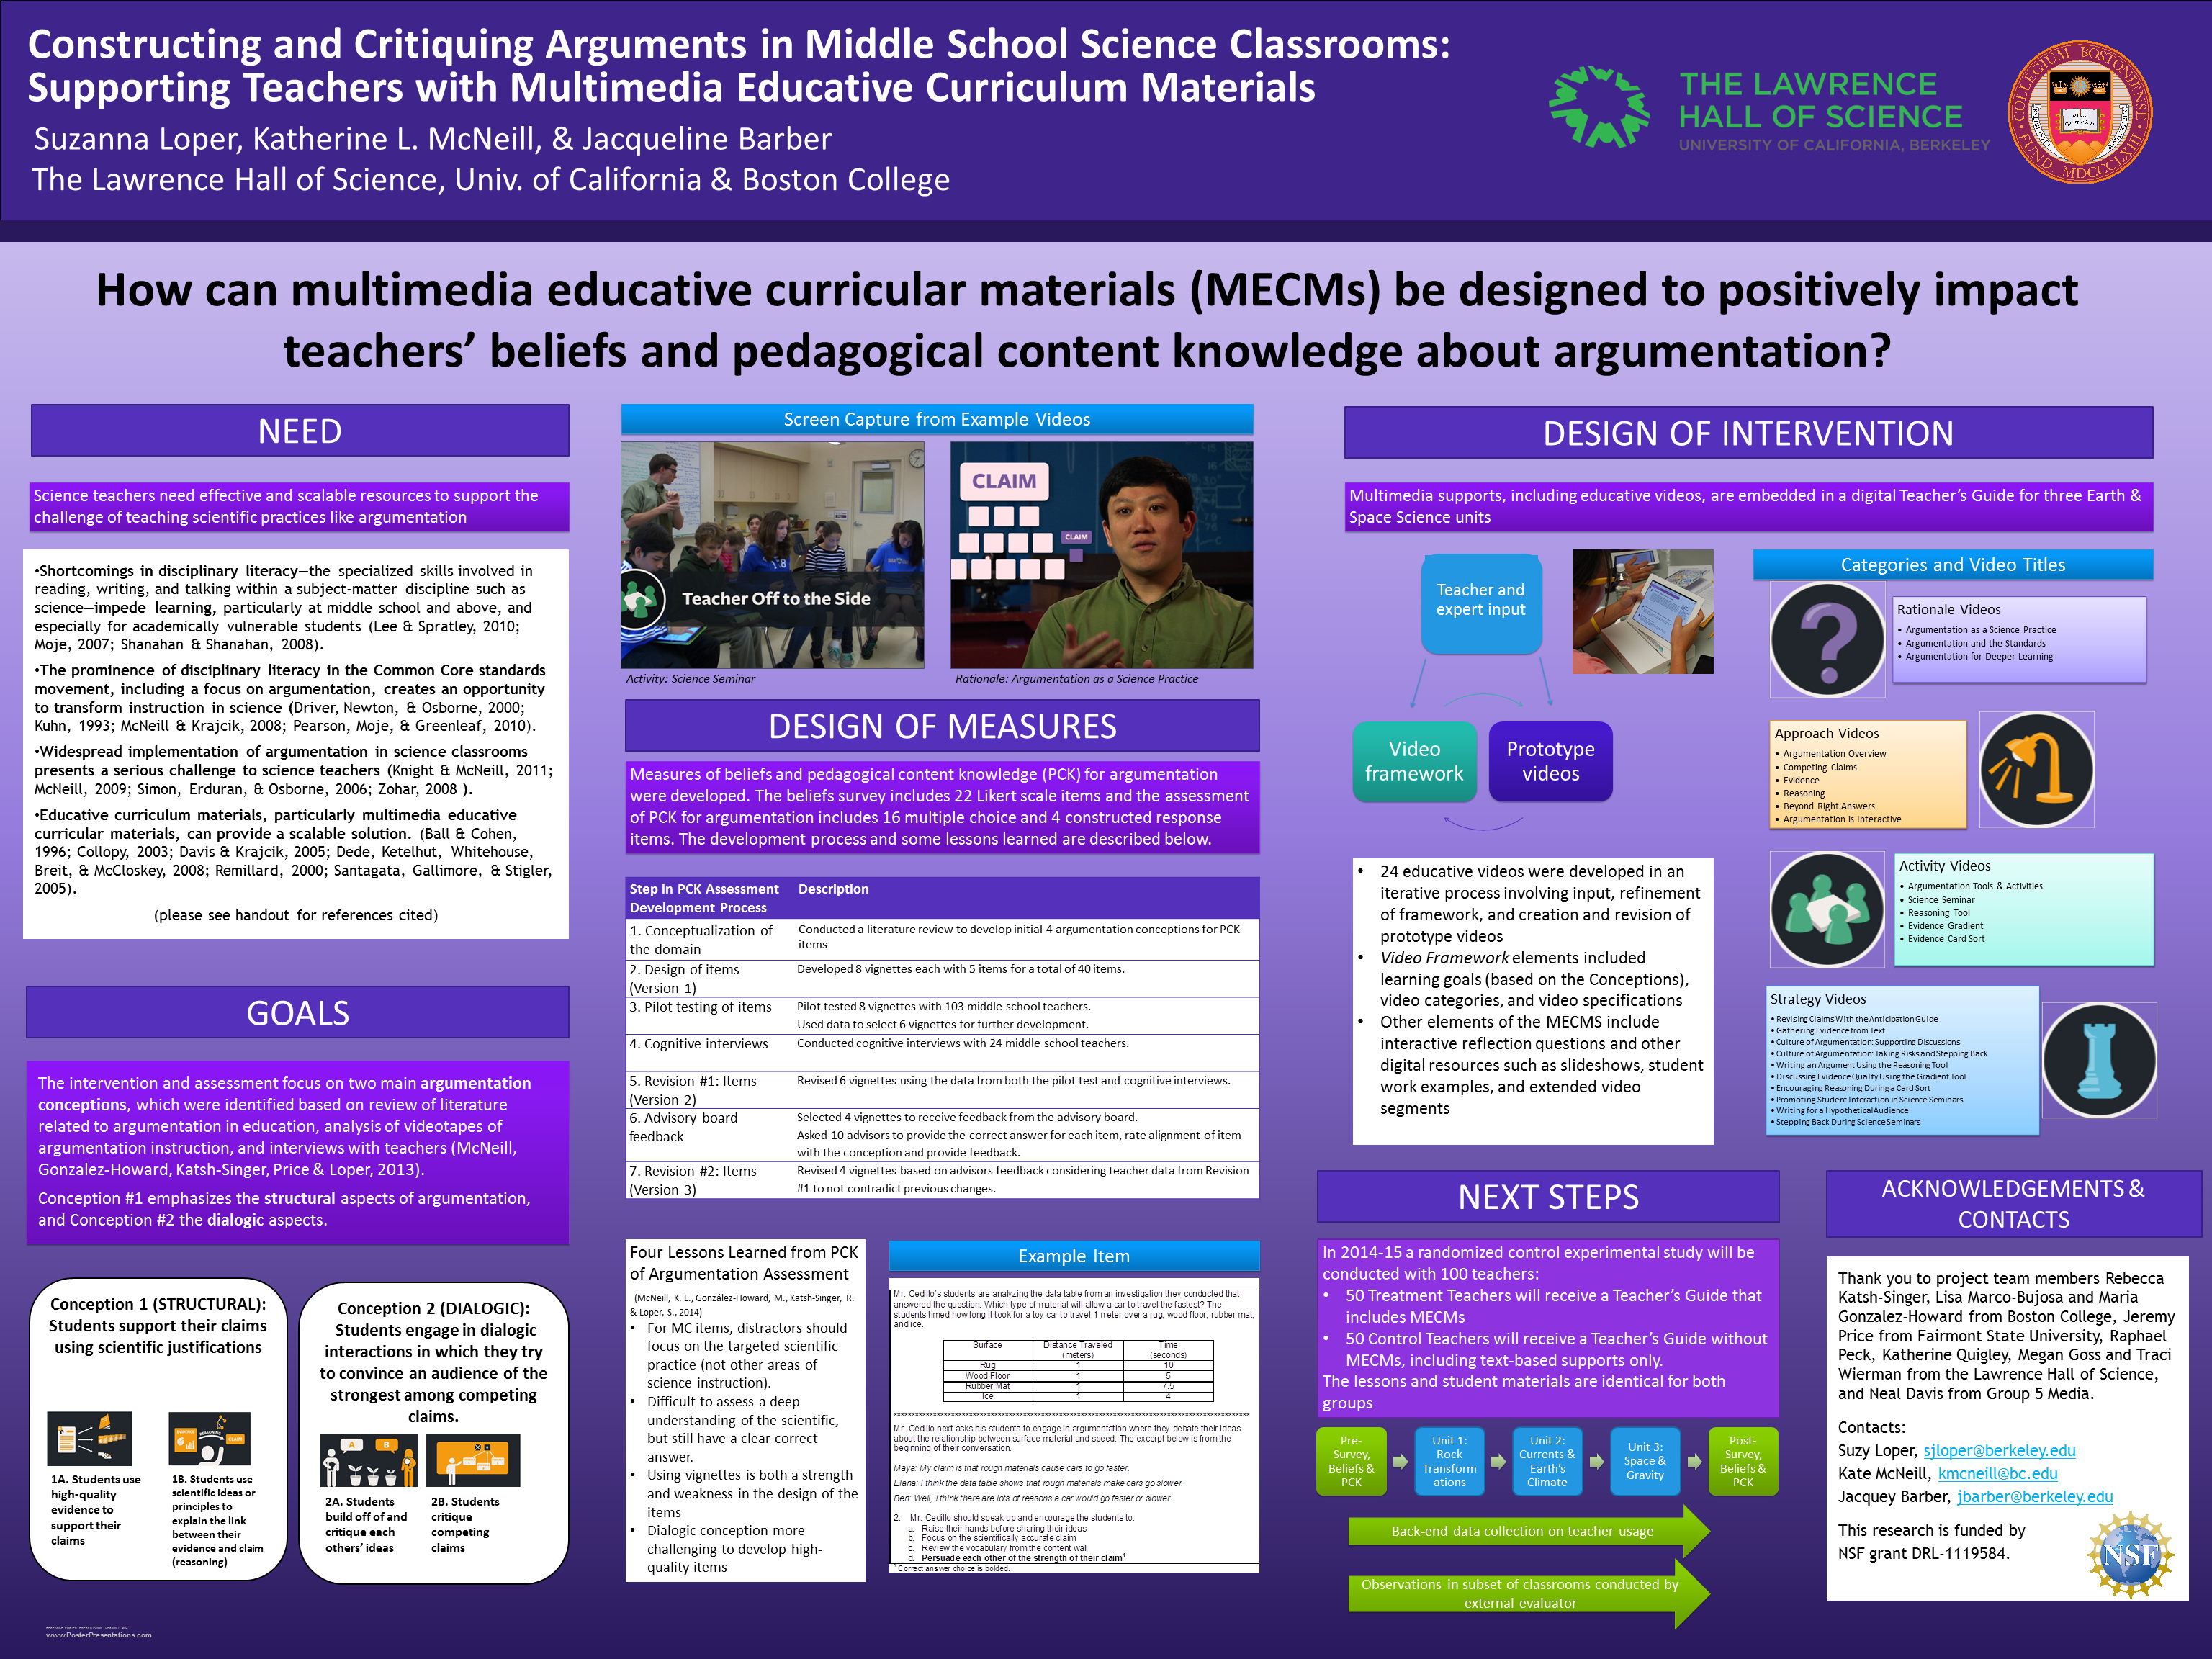 Constructing and Critiquing Arguments in Middle School Science Classrooms:
Supporting Teachers with Multimedia Educative Curriculum Materials
Suzanna Loper, Katherine L. McNeill, & Jacqueline Barber
The Lawrence Hall of Science, Univ. of California & Boston College
THE LAWRENCE
HALL OF SCIENCE
UNIVERSITY OF CALIFORNIA, BERKELEY
COLLEGIUM BOSTONIENSE
FUND. MDCCCLXIII
How can multimedia educative curricular materials (MECMs) be designed to positively impact
teachers’ beliefs and pedagogical content knowledge about argumentation?
NEED
Science teachers need effective and scalable resources to support the
challenge of teaching scientific practices like argumentation
•Shortcomings in disciplinary literacy—the specialized skills involved in
reading, writing, and talking within a subject-matter discipline such as
science—impede learning, particularly at middle school and above, and
especially for academically vulnerable students (Lee & Spratley, 2010;
Moje, 2007; Shanahan & Shanahan, 2008).
•The prominence of disciplinary literacy in the Common Core standards
movement, including a focus on argumentation, creates an opportunity
to transform instruction in science (Driver, Newton, & Osborne, 2000;
Kuhn, 1993; McNeill & Krajcik, 2008; Pearson, Moje, & Greenleaf, 2010).
•Widespread implementation of argumentation in science classrooms
presents a serious challenge to science teachers (Knight & McNeill, 2011;
McNeill, 2009; Simon, Erduran, & Osborne, 2006; Zohar, 2008 ).
•Educative curriculum materials, particularly multimedia educative
curricular materials, can provide a scalable solution. (Ball & Cohen,
1996; Collopy, 2003; Davis & Krajcik, 2005; Dede, Ketelhut, Whitehouse,
Breit, & McCloskey, 2008; Remillard, 2000; Santagata, Gallimore, & Stigler,
2005).
(please see handout for references cited)
GOALS
The intervention and assessment focus on two main argumentation
conceptions, which were identified based on review of literature
related to argumentation in education, analysis of videotapes of
argumentation instruction, and interviews with teachers (McNeill,
Gonzalez-Howard, Katsh-Singer, Price & Loper, 2013).
Conception #1 emphasizes the structural aspects of argumentation,
and Conception #2 the dialogic aspects.
Conception 1 (STRUCTURAL):
Students support their claims
using scientific justifications
EVIDENCE
REASONING
CLAIM
1A. Students use
high-quality
evidence to
support their
claims
1B. Students use
scientific ideas or
principles to
explain the link
between their
evidence and claim
(reasoning)
Conception 2 (DIALOGIC):
Students engage in dialogic
interactions in which they try
to convince an audience of the
strongest among competing
claims.
A
B
2A. Students
build off of and
critique each
others’ ideas
2B. Students
critique
competing
claims
www.PosterPresentations.com
Screen Capture from Example Videos
Teacher Off to the Side
CLAIM
CLAIM
Activity: Science Seminar
Rationale: Argumentation as a Science Practice
DESIGN OF MEASURES
Measures of beliefs and pedagogical content knowledge (PCK) for argumentation
were developed. The beliefs survey includes 22 Likert scale items and the assessment
of PCK for argumentation includes 16 multiple choice and 4 constructed response
items. The development process and some lessons learned are described below.
Step in PCK Assessment Development Process Description
1. Conceptualization of the domain Conducted a literature review to develop initial 4 argumentation conceptions for PCK items
2. Design of items (Version 1) Developed 8 vignettes each with 5 items for a total of 40 items.
3. Pilot testing of items Pilot tested 8 vignettes with 103 middle school teachers.
Used data to select 6 vignettes for further development.
4. Cognitive interviews Conducted cognitive interviews with 24 middle school teachers.
5. Revision #1: Items (Version 2) Revised 6 vignettes using the data from both the pilot test and cognitive interviews.
6. Advisory board feedback Selected 4 vignettes to receive feedback from the advisory board.
Asked 10 advisors to provide the correct answer for each item, rate alignment of item
with the conception and provide feedback.
7. Revision #2: Items (Version 3) Revised 4 vignettes based on advisors feedback considering teacher data from Revision
#1 to not contradict previous changes.
Four Lessons Learned from PCK
of Argumentation Assessment
(McNeill, K. L., González-Howard, M., Katsh-Singer, R.
& Loper, S., 2014)
• For MC items, distractors should
focus on the targeted scientific
practice (not other areas of
science instruction).
• Difficult to assess a deep
understanding of the scientific,
but still have a clear correct
answer.
• Using vignettes is both a strength
and weakness in the design of the
items
• Dialogic conception more
challenging to develop high-
quality items
Example Item
Mr. Cedillo's students are analyzing the data table from an investigation they conducted that
answered the question: Which type of material will allow a car to travel the fastest? The
students timed how long it took for a toy car to travel 1 meter over a rug, wood floor, rubber mat,
and ice.
Surface Distance Traveled (meters) Time (seconds)
Rug 1 10
Wood Floor 1 5
Rubber Mat 1 7.5
Ice 1 4
Mr. Cedillo next asks his students to engage in argumentation where they debate their ideas
about the relationship between surface material and speed. The excerpt below is from the
beginning of their conversation.
Maya: My claim is that rough materials cause cars to go faster.
Elana: I think the data table shows that rough materials make cars go slower.
Ben: Well, I think there are lots of reasons a car would go faster or slower.
2. Mr. Cedillo should speak up and encourage the students to:
a. Raise their hands before sharing their ideas
b. Focus on the scientifically accurate claim
c. Review the vocabulary from the content wall
d. Persuade each other of the strength of their claim¹
¹ Correct answer choice is bolded.
DESIGN OF INTERVENTION
Multimedia supports, including educative videos, are embedded in a digital Teacher’s Guide for three Earth &
Space Science units
Teacher and
expert input
Video
framework
Prototype
videos
• 24 educative videos were developed in an
iterative process involving input, refinement
of framework, and creation and revision of
prototype videos
• Video Framework elements included
learning goals (based on the Conceptions),
video categories, and video specifications
• Other elements of the MECMS include
interactive reflection questions and other
digital resources such as slideshows, student
work examples, and extended video
segments
Categories and Video Titles
?
Rationale Videos
• Argumentation as a Science Practice
• Argumentation and the Standards
• Argumentation for Deeper Learning
Approach Videos
• Argumentation Overview
• Competing Claims
• Evidence
• Reasoning
• Beyond Right Answers
• Argumentation is Interactive
Activity Videos
• Argumentation Tools & Activities
• Science Seminar
• Reasoning Tool
• Evidence Gradient
• Evidence Card Sort
Strategy Videos
• Revising Claims With the Anticipation Guide
• Gathering Evidence from Text
• Culture of Argumentation: Supporting Discussions
• Culture of Argumentation: Taking Risks and Stepping Back
• Writing an Argument Using the Reasoning Tool
• Discussing Evidence Quality Using the Gradient Tool
• Encouraging Reasoning During a Card Sort
• Promoting Student Interaction in Science Seminars
• Writing for a Hypothetical Audience
• Stepping Back During Science Seminars
NEXT STEPS
In 2014-15 a randomized control experimental study will be
conducted with 100 teachers:
• 50 Treatment Teachers will receive a Teacher’s Guide that
includes MECMs
• 50 Control Teachers will receive a Teacher’s Guide without
MECMs, including text-based supports only.
The lessons and student materials are identical for both
groups
Pre-
Survey,
Beliefs &
PCK
Unit 1:
Rock
Transform
ations
Unit 2:
Currents &
Earth’s
Climate
Unit 3:
Space &
Gravity
Post-
Survey,
Beliefs &
PCK
Back-end data collection on teacher usage
Observations in subset of classrooms conducted by
external evaluator
ACKNOWLEDGEMENTS &
CONTACTS
Thank you to project team members Rebecca
Katsh-Singer, Lisa Marco-Bujosa and Maria
Gonzalez-Howard from Boston College, Jeremy
Price from Fairmont State University, Raphael
Peck, Katherine Quigley, Megan Goss and Traci
Wierman from the Lawrence Hall of Science,
and Neal Davis from Group 5 Media.
Contacts:
Suzy Loper, sjloper@berkeley.edu
Kate McNeill, kmcneill@bc.edu
Jacquey Barber, jbarber@berkeley.edu
This research is funded by
NSF grant DRL-1119584.
NSF